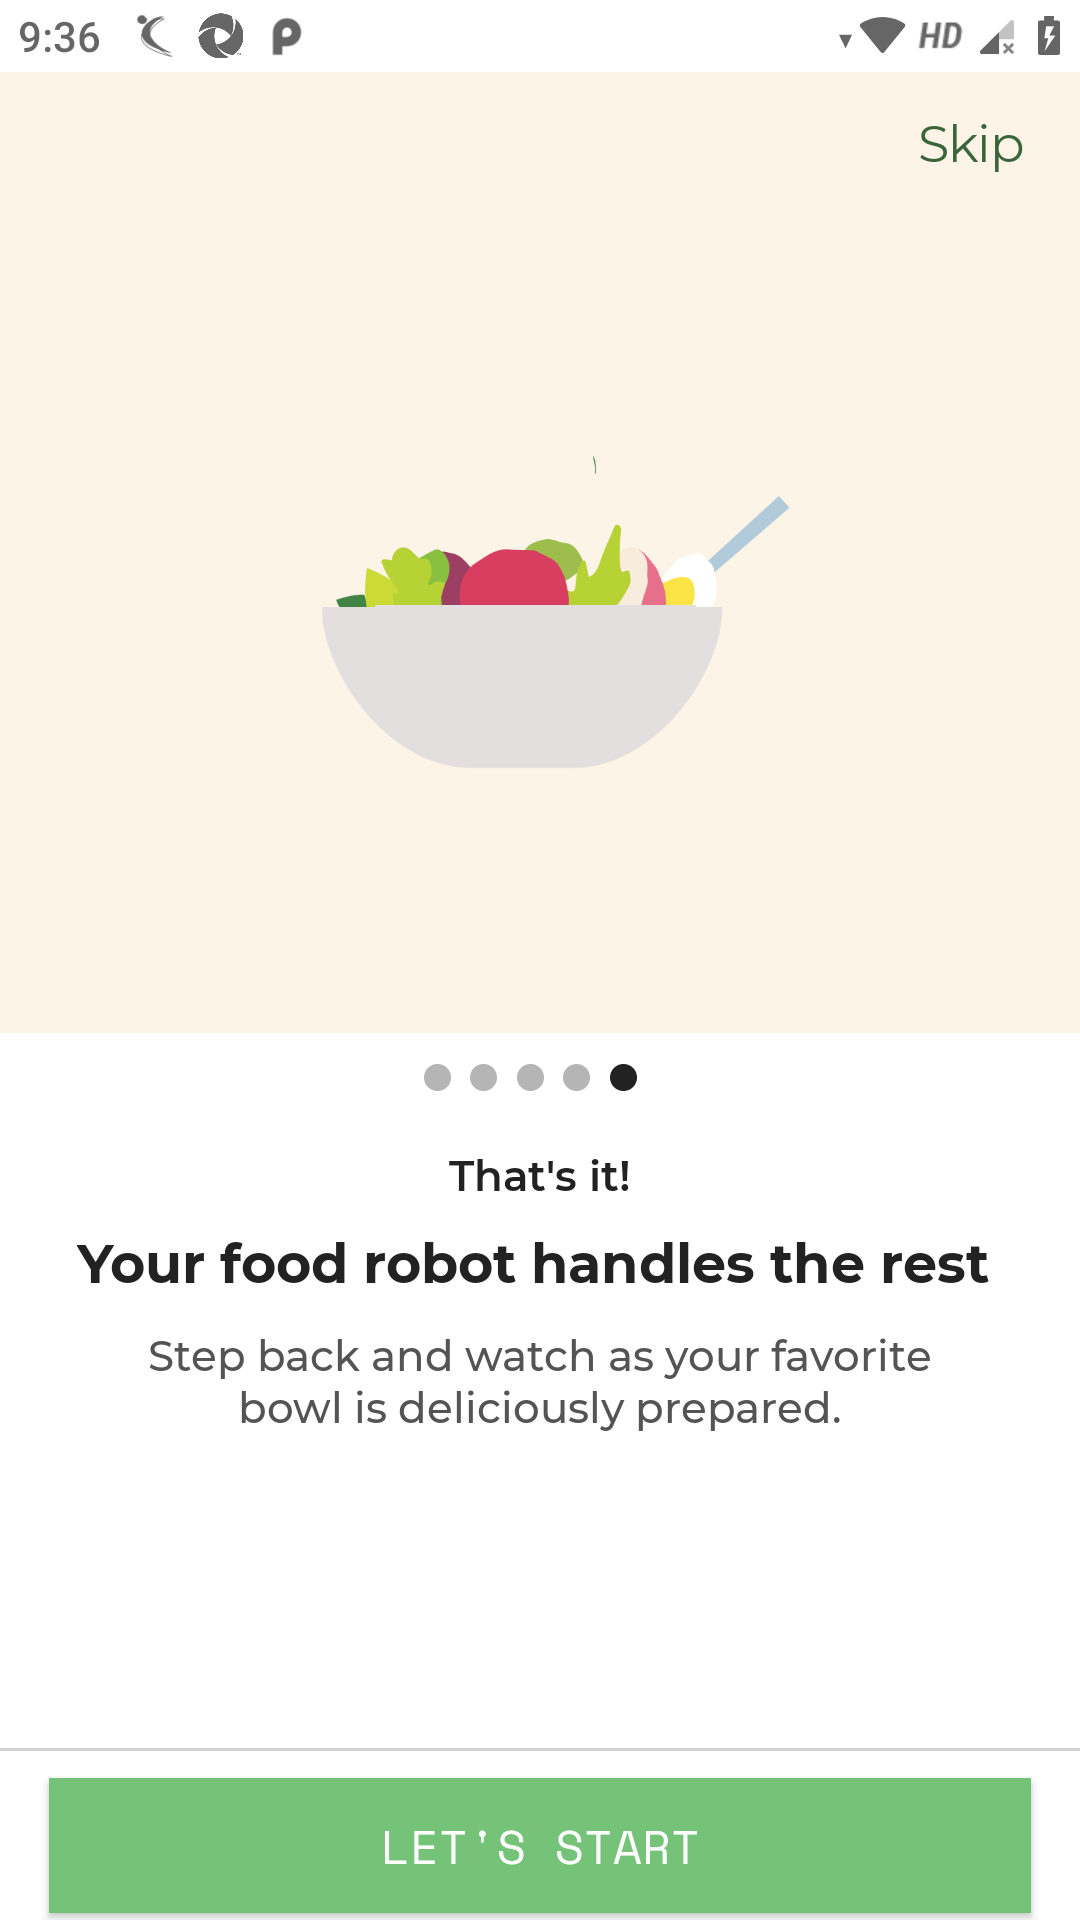 9:36
HD
Skip
That's it!
Your food robot handles the rest
Step back and watch as your favorite
bowl is deliciously prepared.
LET'S START